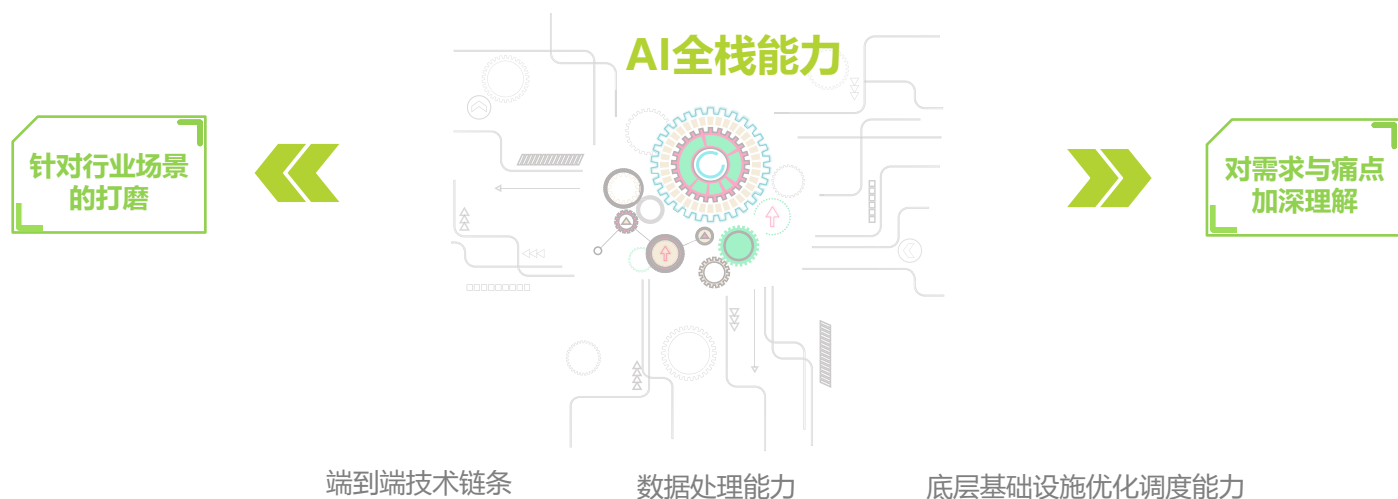 AI全栈能力
针对行业场景
的打磨
对需求与痛点
加深理解
端到端技术链条
数据处理能力
底层基础设施优化调度能力